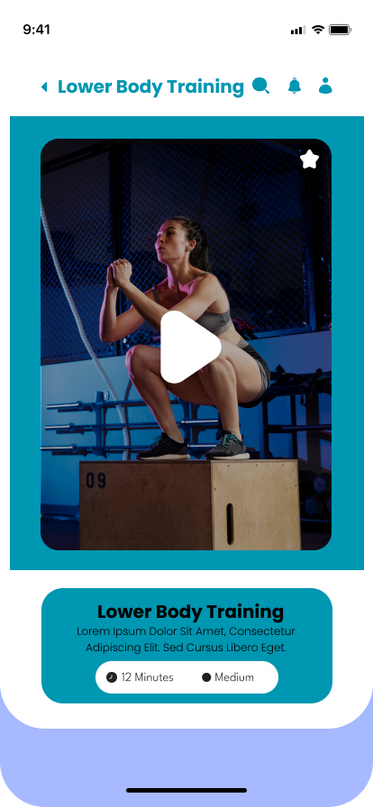 9:41
Lower Body Training
09
Lower Body Training
Lorem Ipsum Dolor Sit Amet, Consectetur
Adipiscing Elit. Sed Cursus Libero Eget.
12 Minutes
Medium